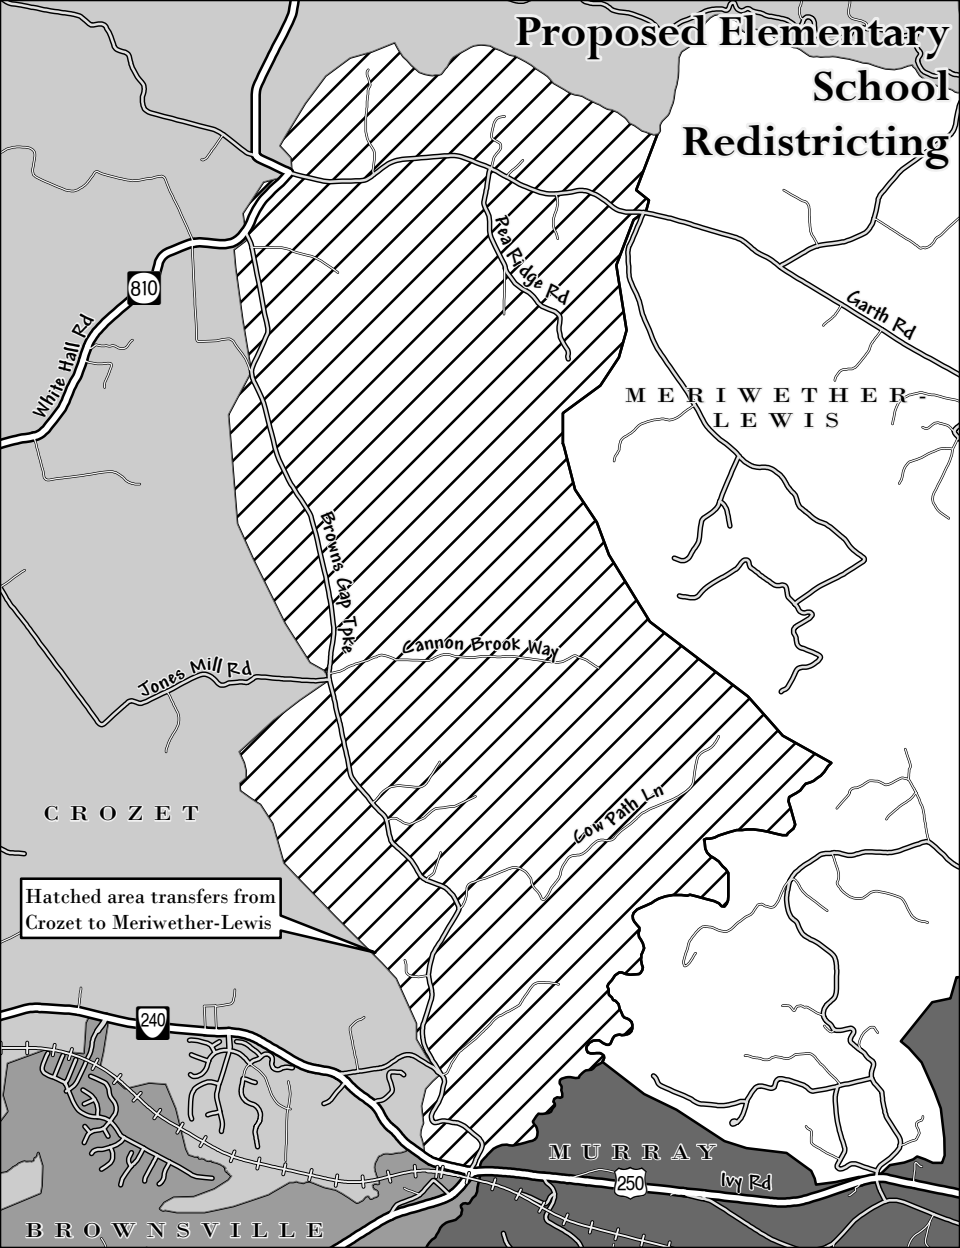 Proposed Elementary
School
Redistricting
810
White Hall Rd
Rea Ridge Rd
Garth Rd
MERIWETHER-
LEWIS
Browns Gap Tpke
Cannon Brook Way
Jones Mill Rd
CROZET
Cow Path Ln
Hatched area transfers from
Crozet to Meriwether-Lewis
240
MURRAY
250
Ivy Rd
BROWNSVILLE